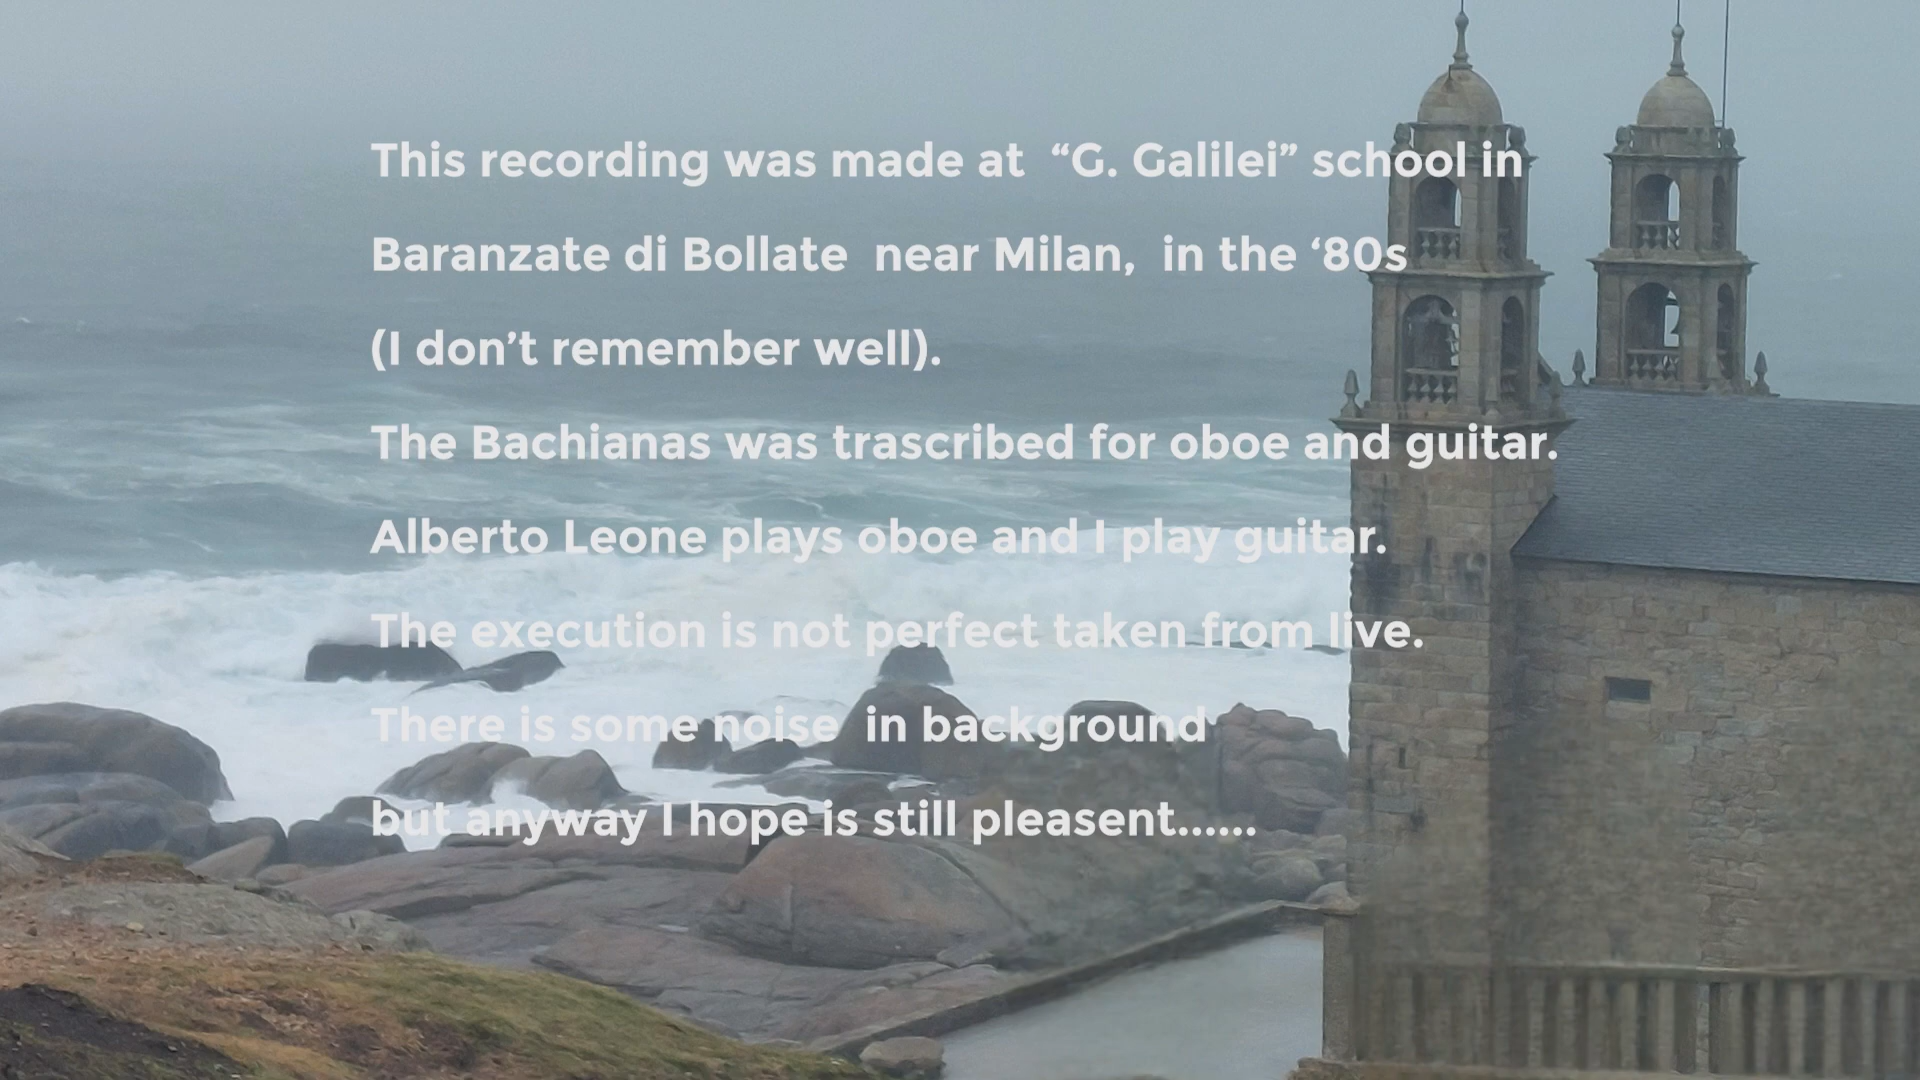 This recording was made at “G. Galilei” school in
Baranzate di Bollate near Milan, in the ‘80s
(I don’t remember well).
The Bachianas was trascribed for oboe and guitar.
Alberto Leone plays oboe and I play guitar.
The execution is not perfect taken from live.
There is some noise in background
but anyway I hope is still pleasent......